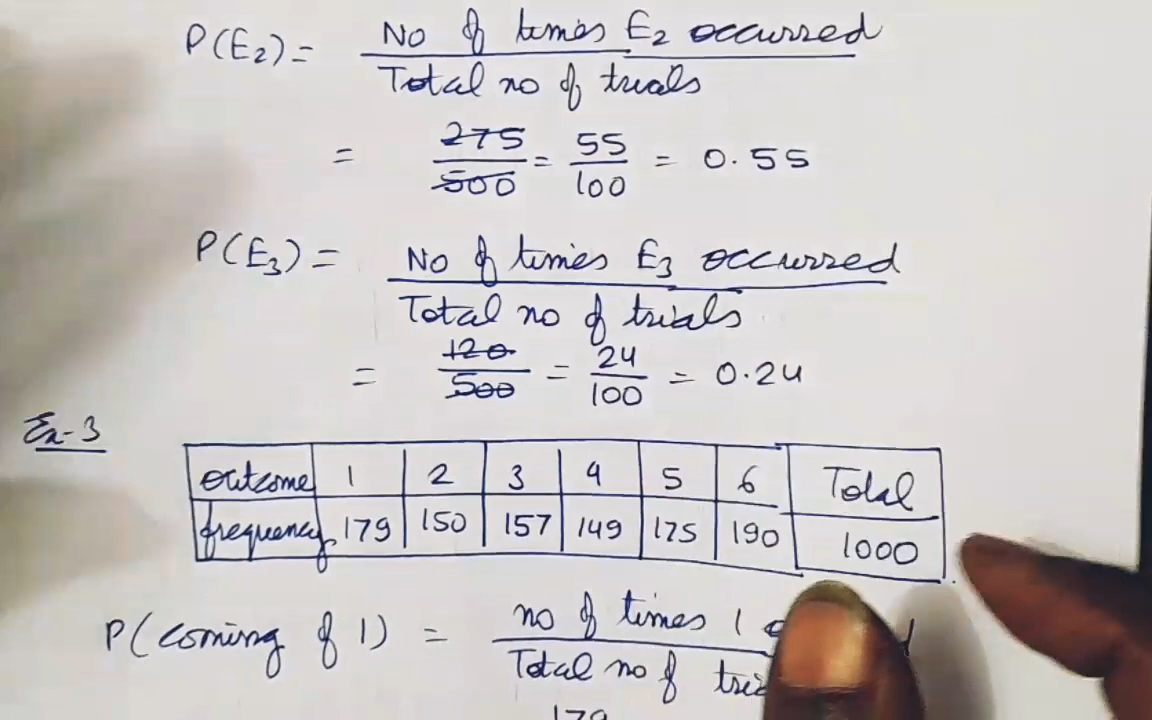 P(E₂) = No of times E₂ occurred / Total no of trials
= 275/500 = 55/100 = 0.55
P(E₃) = No of times E₃ occurred / Total no of trials
= 120/500 = 24/100 = 0.24
Ex-3
outcome 1 2 3 4 5 6 Total
frequency 179 150 157 149 175 190 1000
P(coming of 1) = no of times 1 / Total no of
179